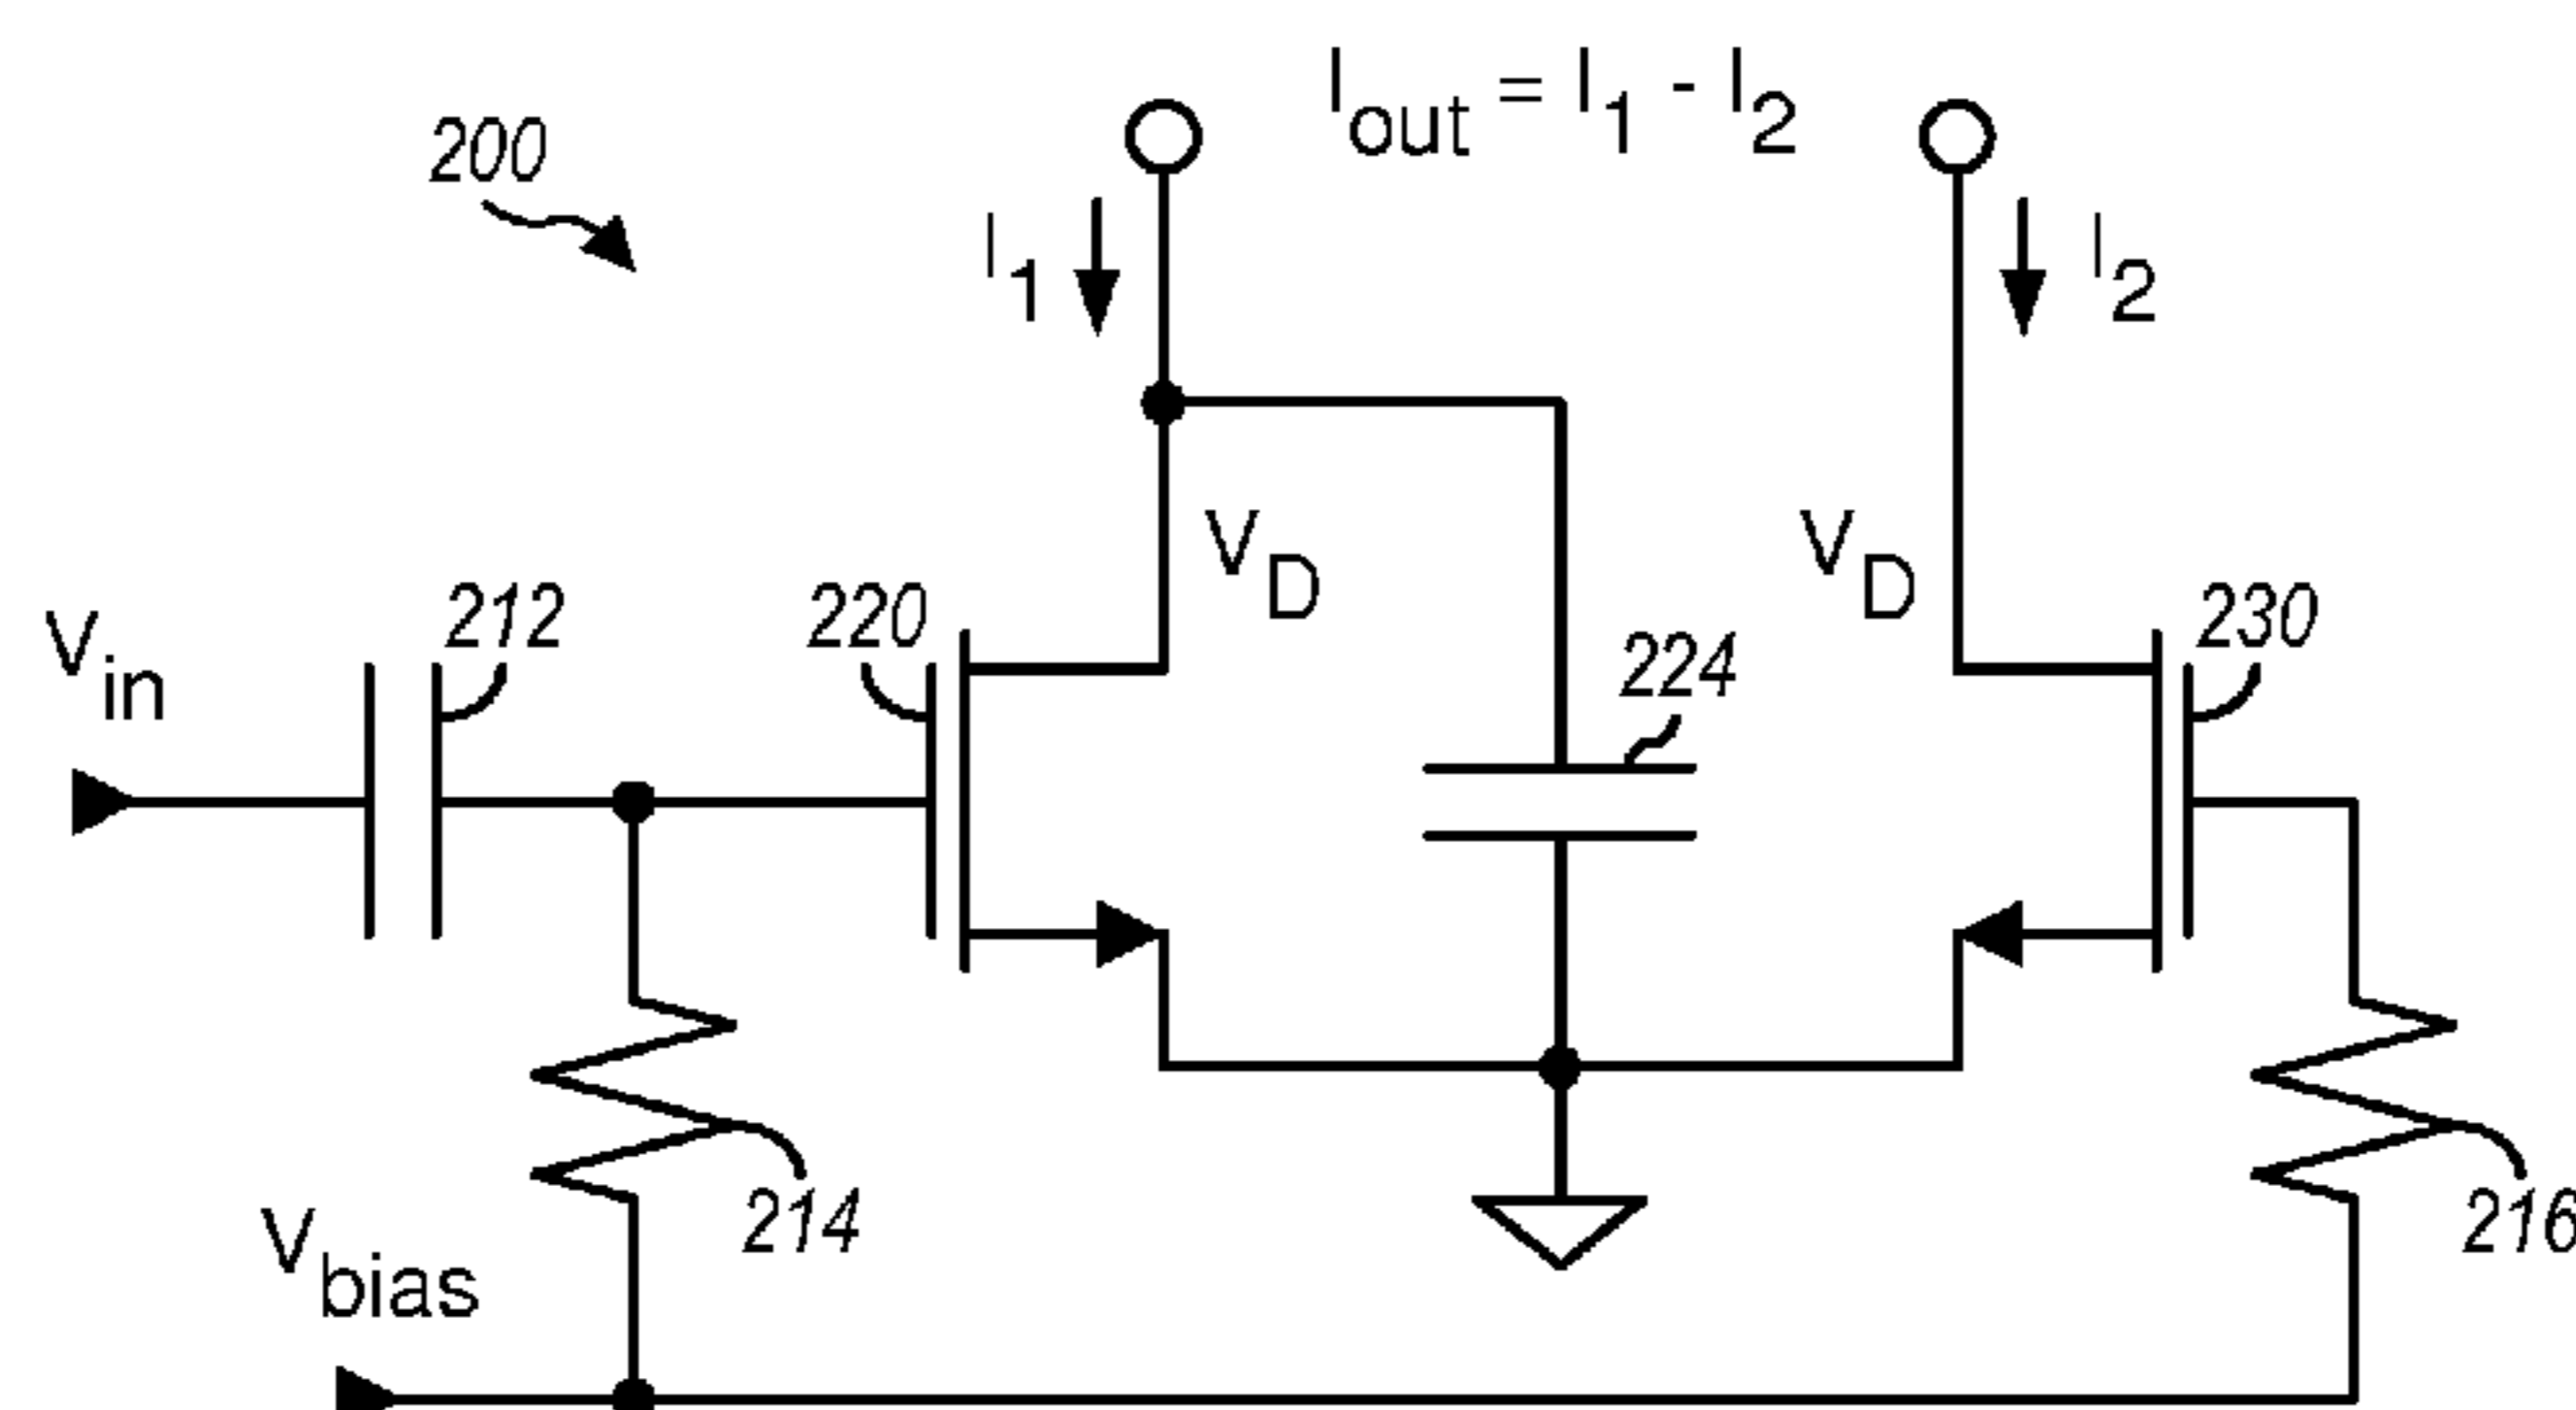 I_out = I_1 - I_2
200
I_1
I_2
V_D
V_D
V_in
212
220
224
230
214
216
V_bias